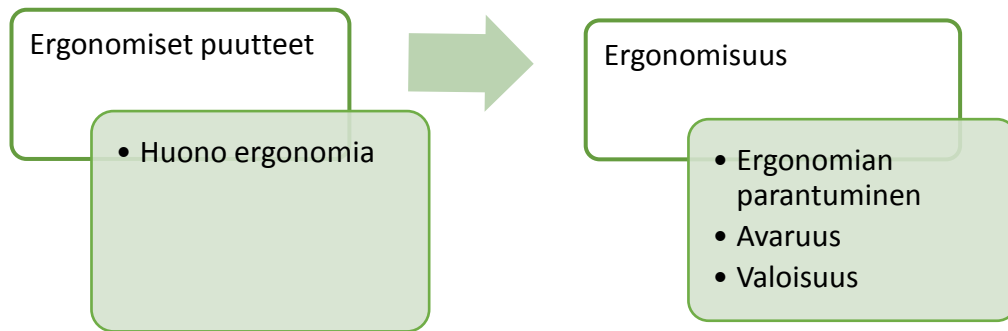 Ergonomiset puutteet
• Huono ergonomia
Ergonomisuus
• Ergonomian
parantuminen
• Avaruus
• Valoisuus